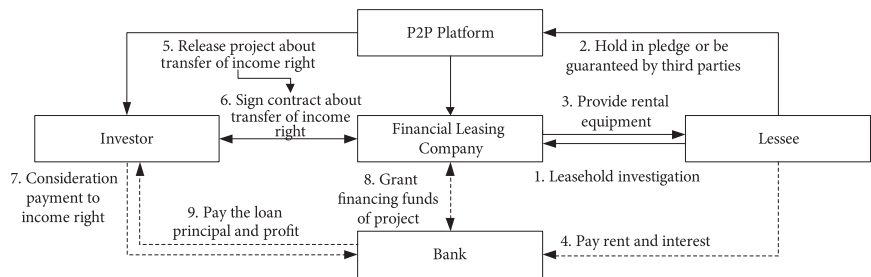 P2P Platform
5. Release project about
transfer of income right
2. Hold in pledge or be
guaranteed by third parties
6. Sign contract about
transfer of income
right
3. Provide rental
equipment
Investor
Financial Leasing
Company
Lessee
1. Leasehold investigation
7. Consideration
payment to
income right
8. Grant
financing funds
of project
9. Pay the loan
principal and profit
4. Pay rent and interest
Bank